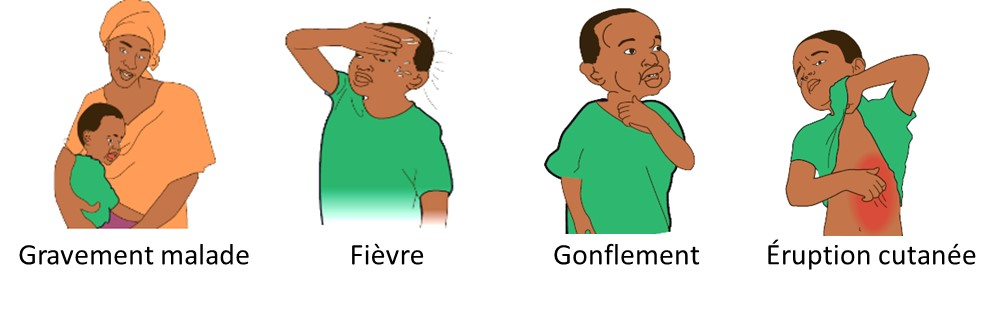 Gravement malade
Fièvre
Gonflement
Éruption cutanée